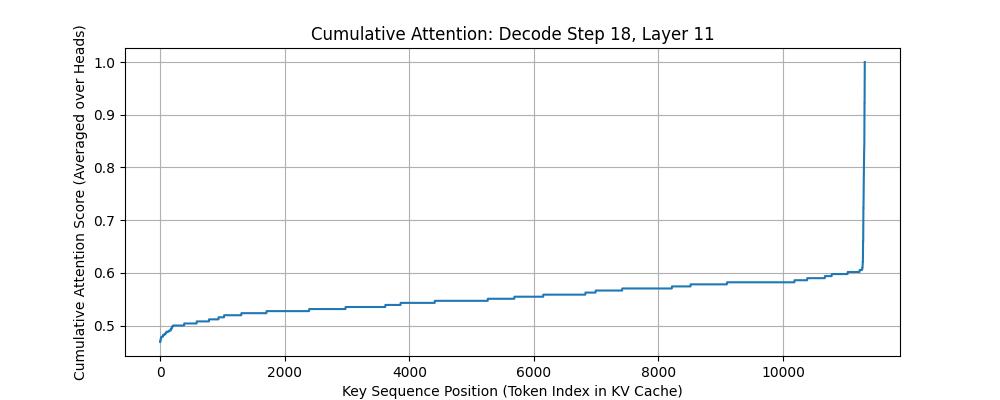 Cumulative Attention: Decode Step 18, Layer 11
Cumulative Attention Score (Averaged over Heads)
1.0
0.9
0.8
0.7
0.6
0.5
0 2000 4000 6000 8000 10000
Key Sequence Position (Token Index in KV Cache)